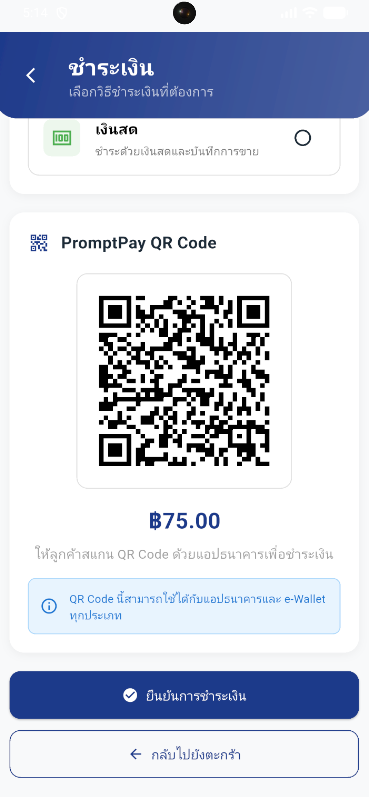 5:14
ชำระเงิน
เลือกวิธีชำระเงินที่ต้องการ
เงินสด
ชำระด้วยเงินสดและบันทึกการขาย
PromptPay QR Code
฿75.00
ให้ลูกค้าสแกน QR Code ด้วยแอปธนาคารเพื่อชำระเงิน
QR Code นี้สามารถใช้ได้กับแอปธนาคารและ e-Wallet
ทุกประเภท
ยืนยันการชำระเงิน
กลับไปยังตะกร้า